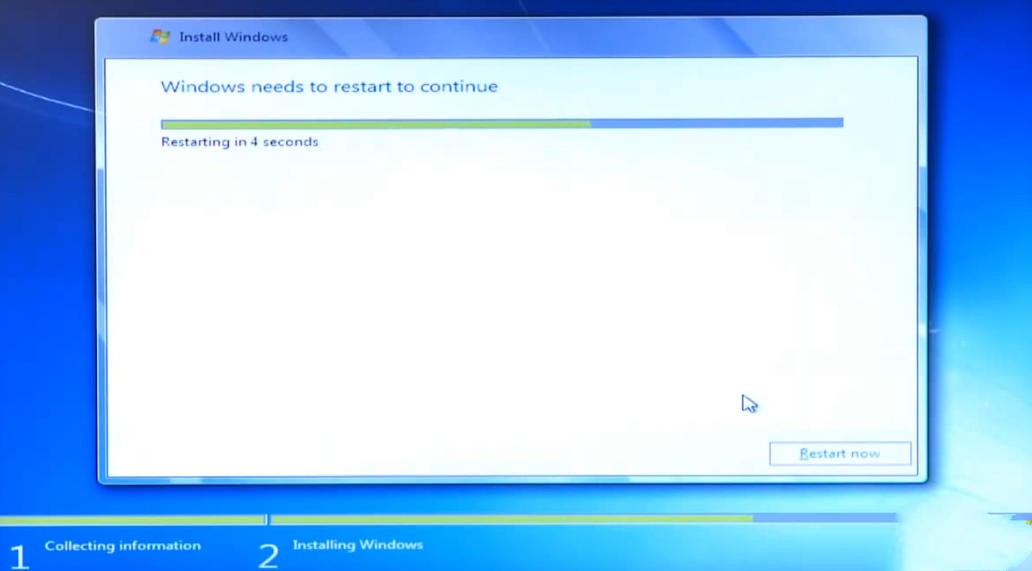 Install Windows
Windows needs to restart to continue
Restarting in 4 seconds
Restart now
1 Collecting information
2 Installing Windows